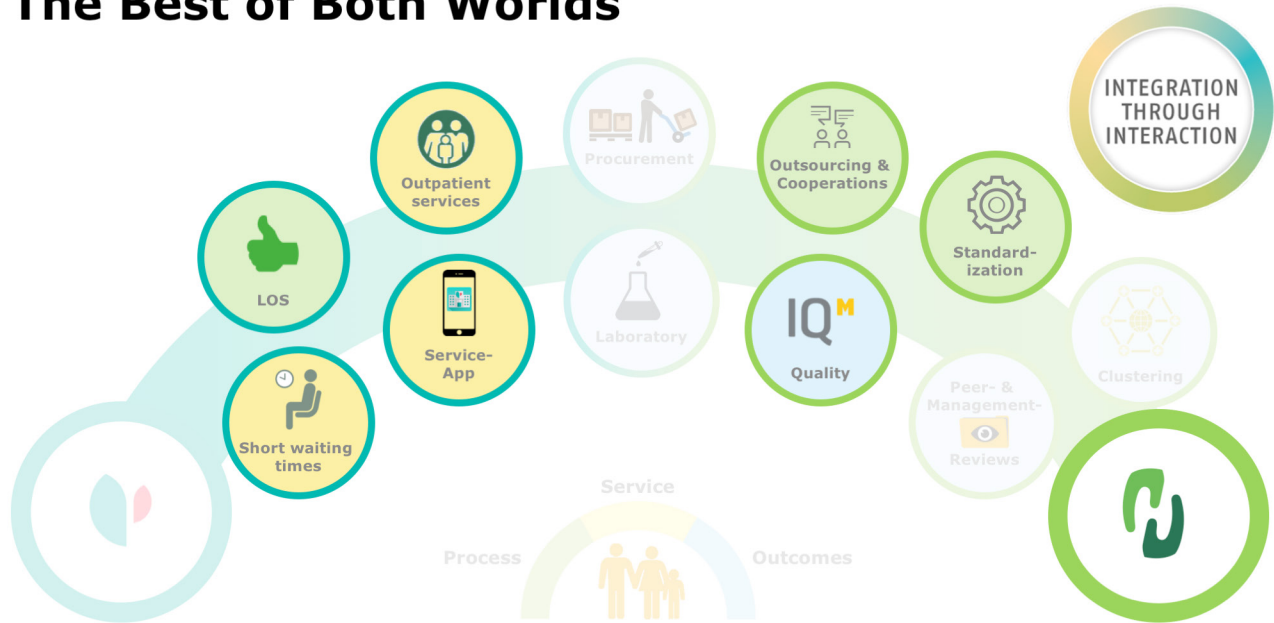 The Best of Both Worlds
INTEGRATION
THROUGH
INTERACTION
Outpatient
services
Procurement
Outsourcing &
Cooperations
Standard-
ization
LOS
Service-
App
Laboratory
IQM
Quality
Clustering
Short waiting
times
Peer- &
Management-
Reviews
Service
Process
Outcomes